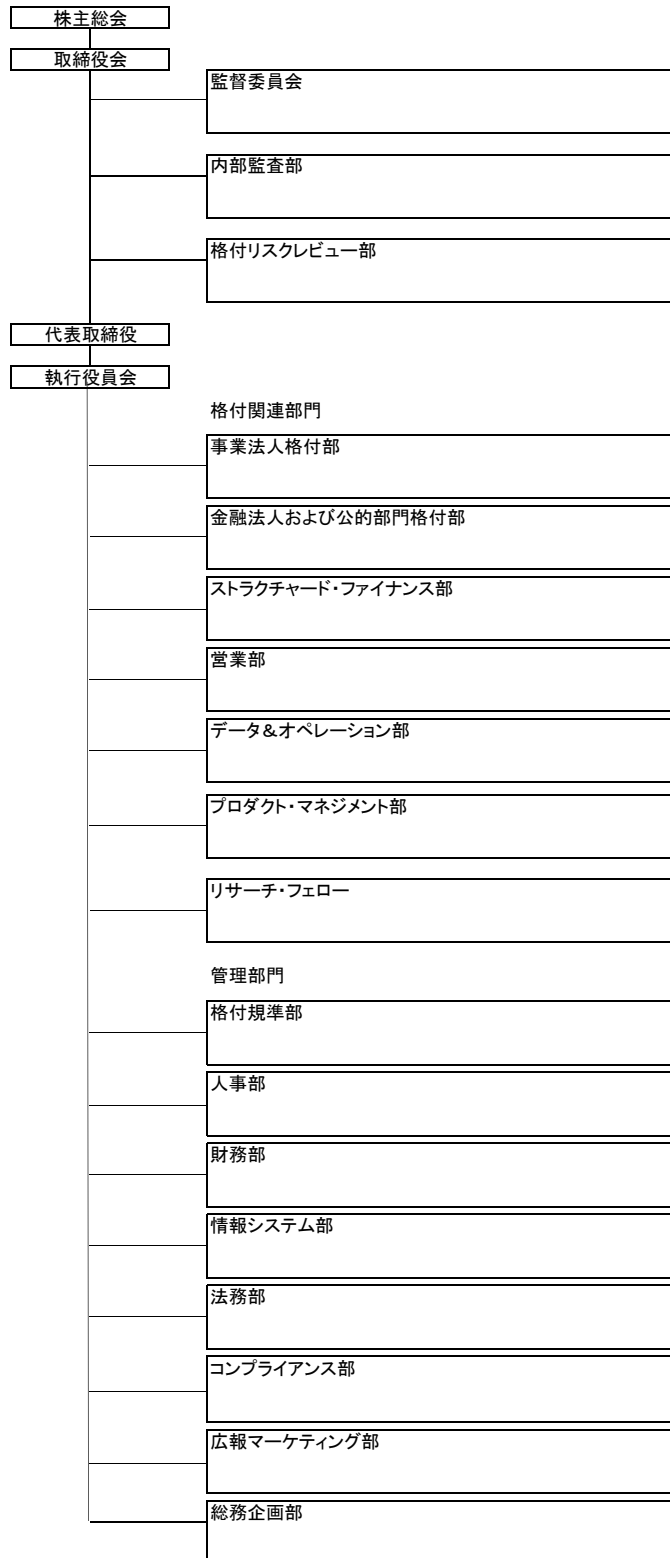 株主総会
取締役会
監督委員会
内部監査部
格付リスクレビュー部
代表取締役
執行役員会
格付関連部門
事業法人格付部
金融法人および公的部門格付部
ストラクチャード・ファイナンス部
営業部
データ＆オペレーション部
プロダクト・マネジメント部
リサーチ・フェロー
管理部門
格付規準部
人事部
財務部
情報システム部
法務部
コンプライアンス部
広報マーケティング部
総務企画部